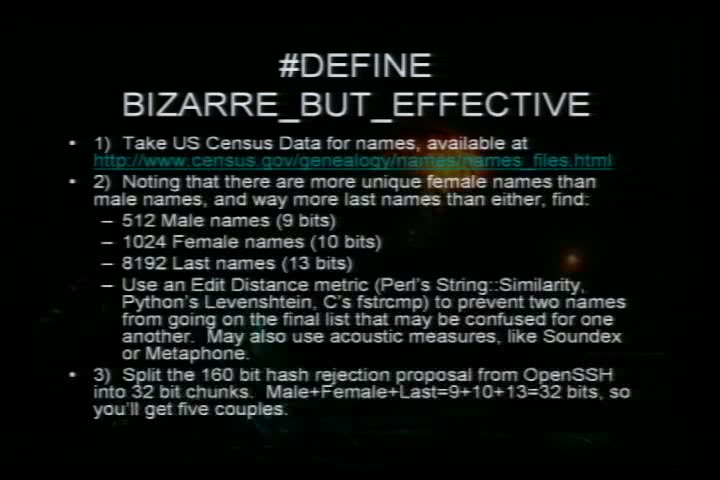 #DEFINE
BIZARRE_BUT_EFFECTIVE
• 1) Take US Census Data for names, available at
http://www.census.gov/genealogy/names/names_files.html
• 2) Noting that there are more unique female names than
male names, and way more last names than either, find:
– 512 Male names (9 bits)
– 1024 Female names (10 bits)
– 8192 Last names (13 bits)
– Use an Edit Distance metric (Perl's String::Similarity,
Python's Levenshtein, C's fstrcmp) to prevent two names
from going on the final list that may be confused for one
another. May also use acoustic measures, like Soundex
or Metaphone.
• 3) Split the 160 bit hash rejection proposal from OpenSSH
into 32 bit chunks. Male+Female+Last=9+10+13=32 bits, so
you'll get five couples.